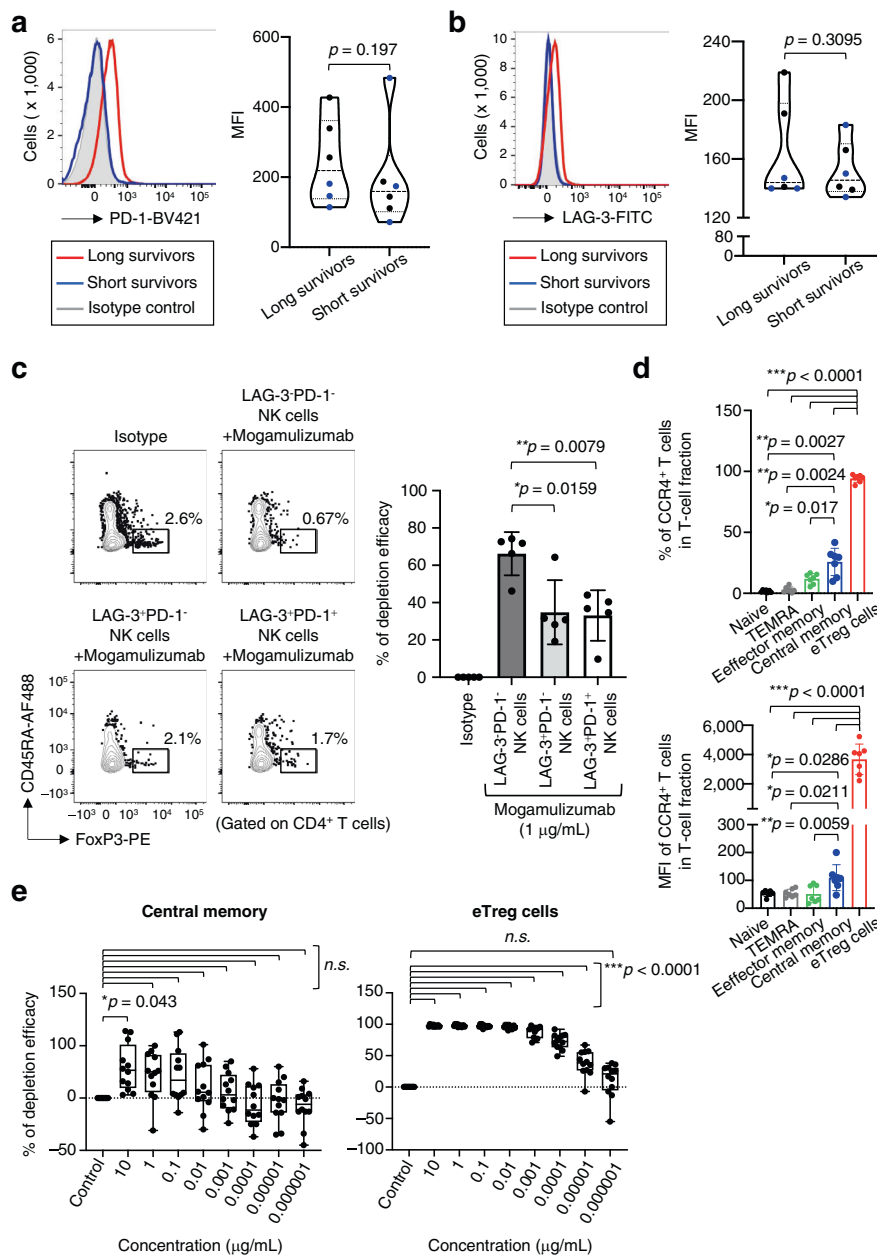 a
Cells ( x 1,000)
6
4
2
0
0
10³
10⁴
10⁵
PD-1-BV421
Long survivors
Short survivors
Isotype control
MFI
600
400
200
0
p = 0.197
Long survivors
Short survivors
b
Cells (x 1,000)
10
8
6
4
2
0
0
10³
10⁴
10⁵
LAG-3-FITC
Long survivors
Short survivors
Isotype control
MFI
240
200
160
120
80
0
p = 0.3095
Long survivors
Short survivors
c
Isotype
2.6%
LAG-3⁻PD-1⁻
NK cells
+Mogamulizumab
0.67%
LAG-3⁺PD-1⁻
NK cells
+Mogamulizumab
2.1%
LAG-3⁺PD-1⁺
NK cells
+Mogamulizumab
1.7%
CD45RA-AF488
10⁵
10⁴
10³
0
−10³
0
10³
10⁴
10⁵
0
10³
10⁴
10⁵
FoxP3-PE
(Gated on CD4⁺ T cells)
% of depletion efficacy
100
80
60
40
20
0
**p = 0.0079
*p = 0.0159
Isotype
LAG-3⁻PD-1⁻
NK cells
LAG-3⁺PD-1⁻
NK cells
LAG-3⁺PD-1⁺
NK cells
Mogamulizumab
(1 µg/mL)
d
% of CCR4⁺ T cells
in T-cell fraction
150
100
50
0
***p < 0.0001
**p = 0.0027
**p = 0.0024
*p = 0.017
Naive
TEMRA
Eeffector memory
Central memory
eTreg cells
MFI of CCR4⁺ T cells
in T-cell fraction
6,000
4,000
2,000
200
100
0
***p < 0.0001
*p = 0.0286
*p = 0.0211
**p = 0.0059
Naive
TEMRA
Eeffector memory
Central memory
eTreg cells
e
Central memory
n.s.
*p = 0.043
% of depletion efficacy
150
100
50
0
−50
Control
10
1
0.1
0.01
0.001
0.0001
0.00001
0.000001
Concentration (µg/mL)
eTreg cells
n.s.
***p < 0.0001
150
100
50
0
−50
−100
Control
10
1
0.1
0.01
0.001
0.0001
0.00001
0.000001
Concentration (µg/mL)